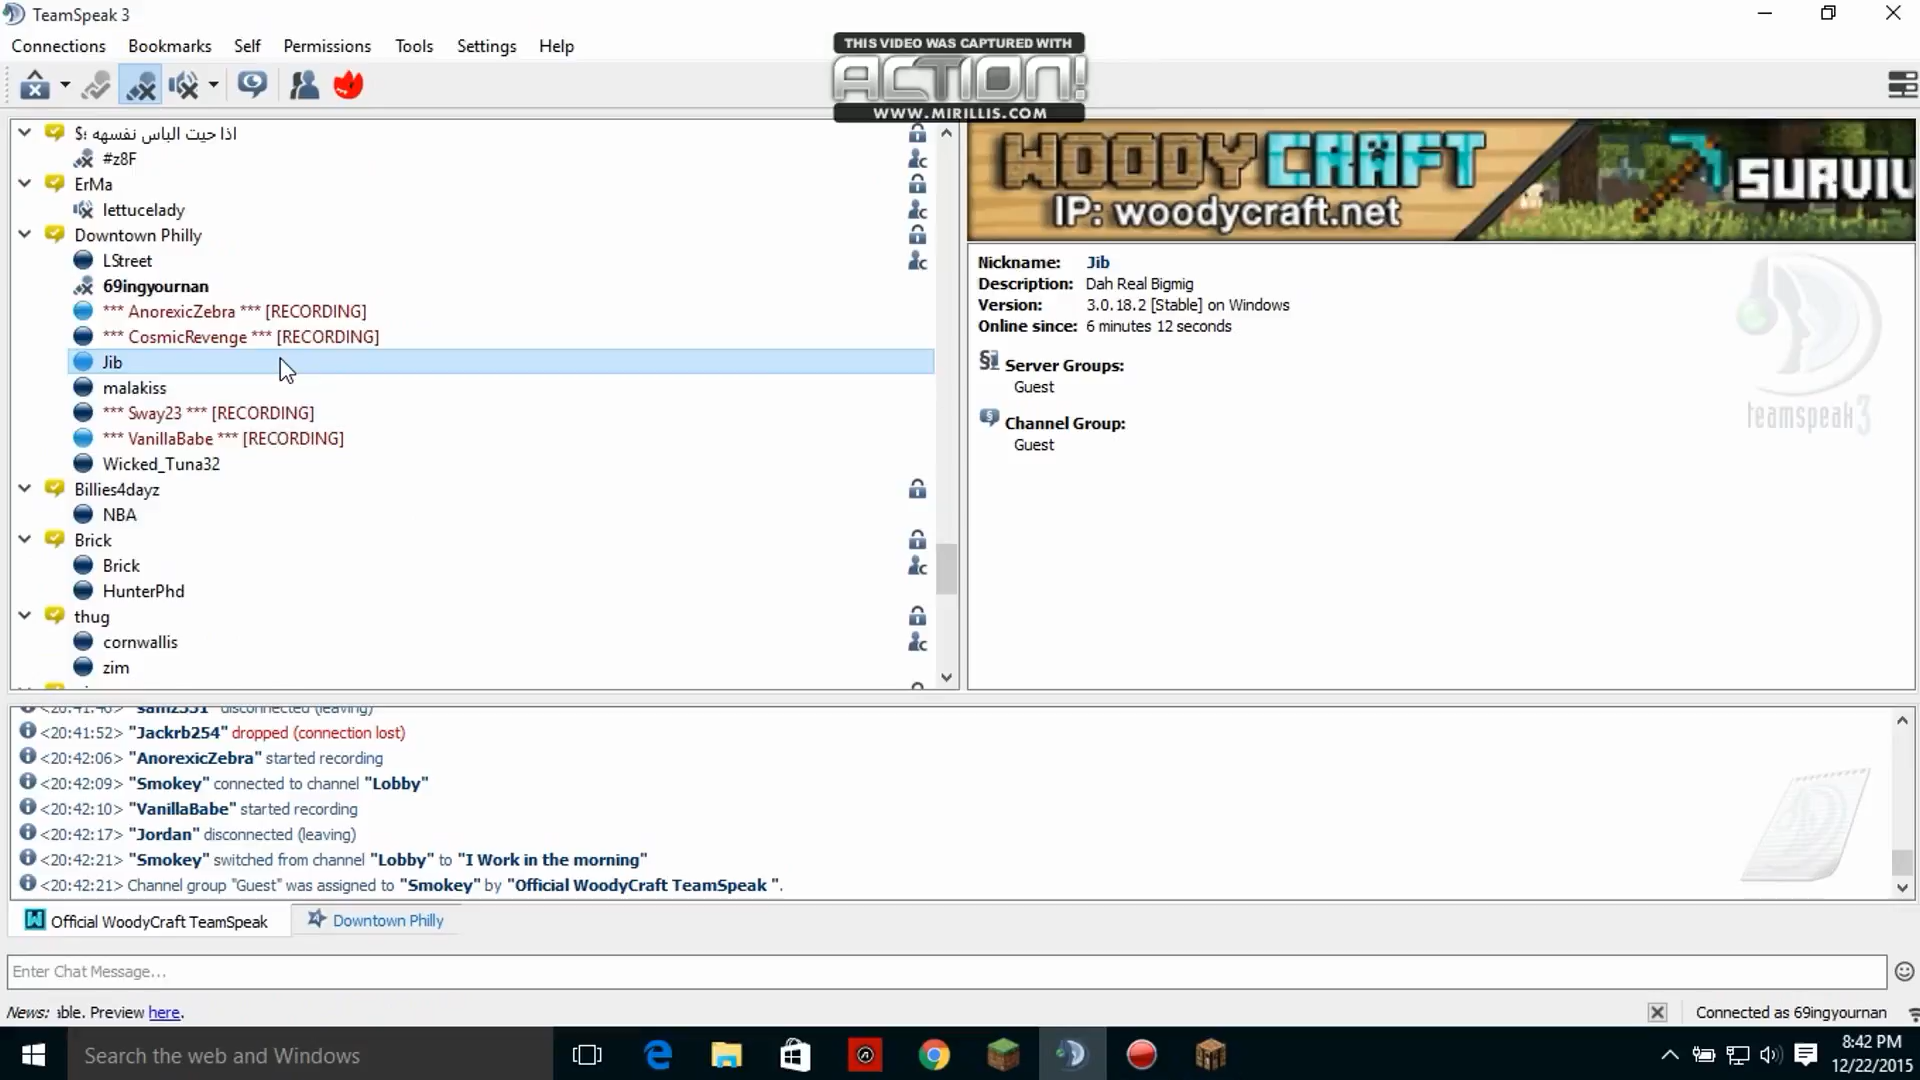 TeamSpeak 3
Connections Bookmarks Self Permissions Tools Settings Help
THIS VIDEO WAS CAPTURED WITH
ACTION!
WWW.MIRILLIS.COM
$؛ اذا حيت الباس نفسهه
#z8F
ErMa
lettucelady
Downtown Philly
LStreet
69ingyournan
*** AnorexicZebra *** [RECORDING]
*** CosmicRevenge *** [RECORDING]
Jib
malakiss
*** Sway23 *** [RECORDING]
*** VanillaBabe *** [RECORDING]
Wicked_Tuna32
Billies4dayz
NBA
Brick
Brick
HunterPhd
thug
cornwallis
zim
WOODYCRAFT
IP: woodycraft.net
SURVIV
Nickname: Jib
Description: Dah Real Bigmig
Version: 3.0.18.2 [Stable] on Windows
Online since: 6 minutes 12 seconds
Server Groups:
Guest
Channel Group:
Guest
teamspeak3
<20:41:52> "Jackrb254" dropped (connection lost)
<20:42:06> "AnorexicZebra" started recording
<20:42:09> "Smokey" connected to channel "Lobby"
<20:42:10> "VanillaBabe" started recording
<20:42:17> "Jordan" disconnected (leaving)
<20:42:21> "Smokey" switched from channel "Lobby" to "I Work in the morning"
<20:42:21> Channel group "Guest" was assigned to "Smokey" by "Official WoodyCraft TeamSpeak ".
Official WoodyCraft TeamSpeak Downtown Philly
Enter Chat Message...
News: able. Preview here.
Connected as 69ingyournan
Search the web and Windows
8:42 PM
12/22/2015